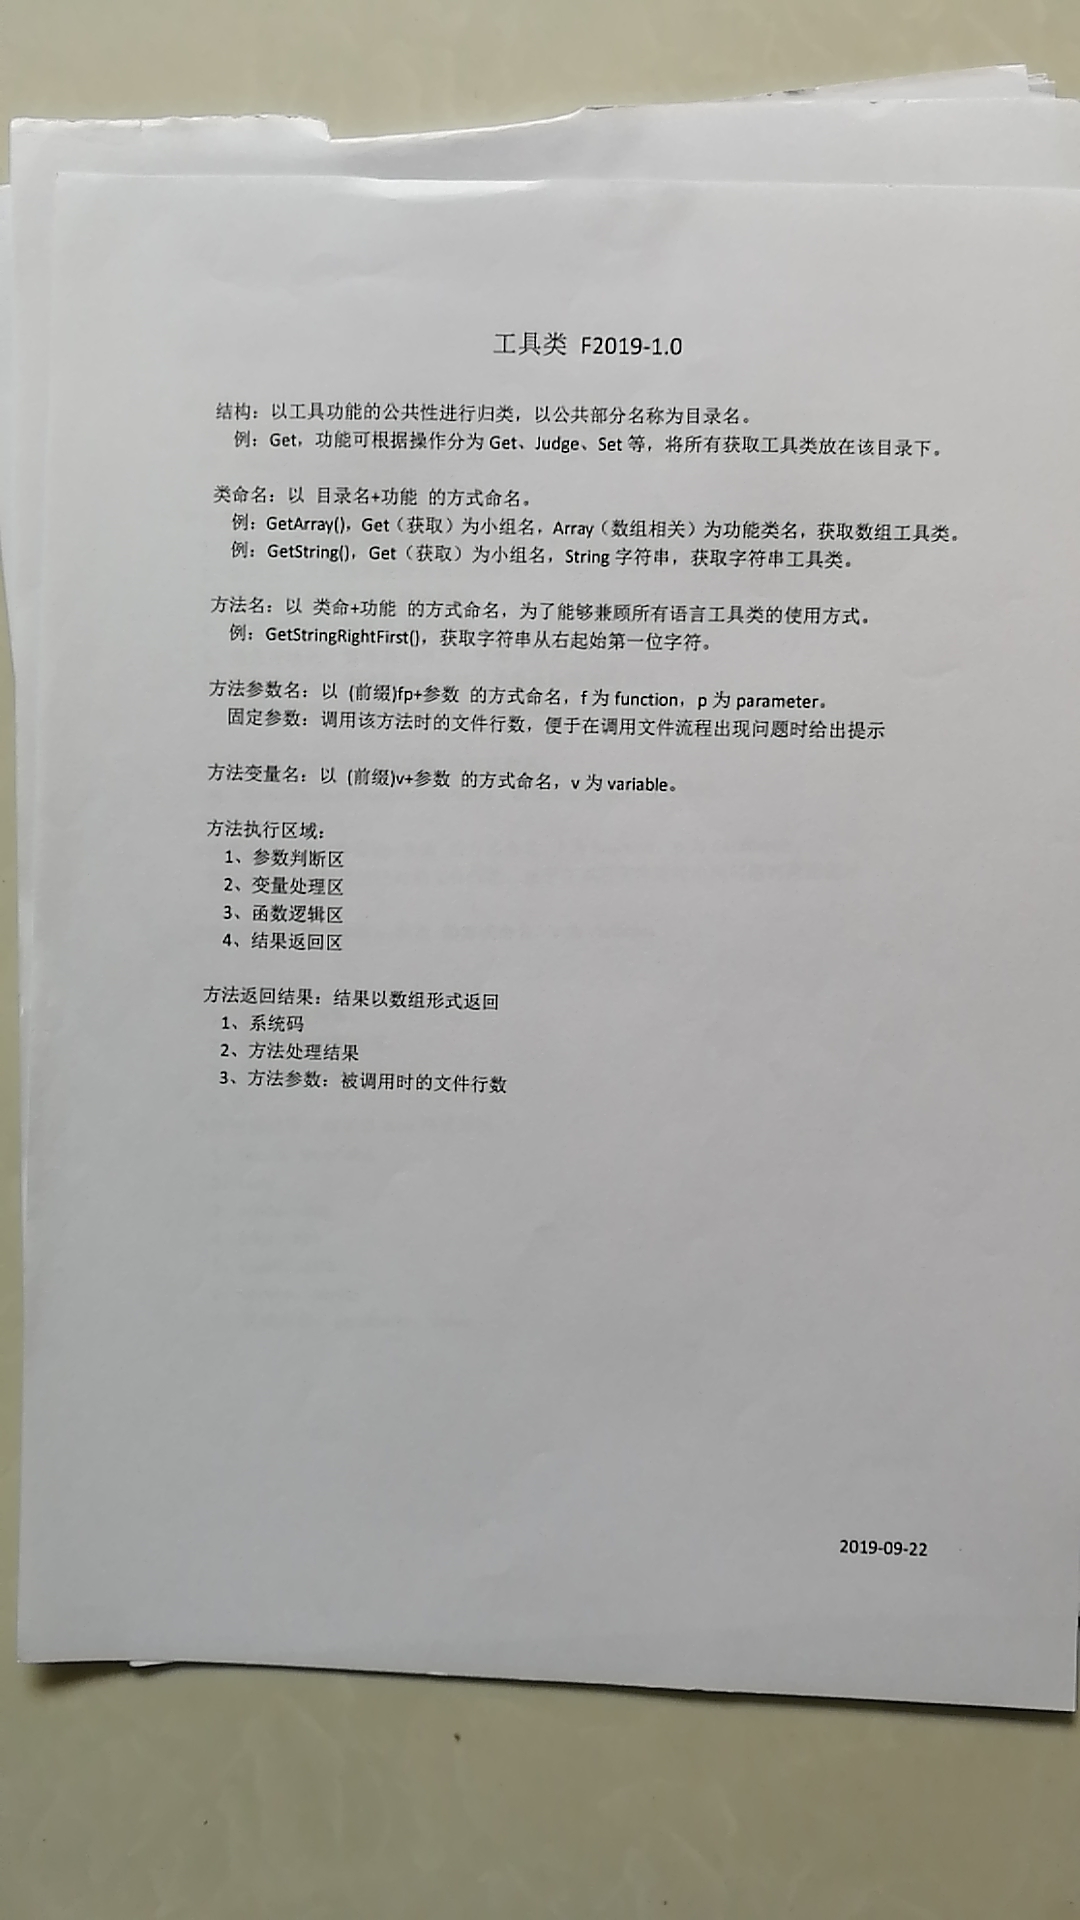 工具类 F2019-1.0
结构：以工具功能的公共性进行归类，以公共部分名称为目录名。
例：Get，功能可根据操作分为 Get、Judge、Set 等，将所有获取工具类放在该目录下。
类命名：以 目录名+功能 的方式命名。
例：GetArray()，Get（获取）为小组名，Array（数组相关）为功能类名，获取数组工具类。
例：GetString()，Get（获取）为小组名，String 字符串，获取字符串工具类。
方法名：以 类命+功能 的方式命名，为了能够兼顾所有语言工具类的使用方式。
例：GetStringRightFirst()，获取字符串从右起始第一位字符。
方法参数名：以 (前缀)fp+参数 的方式命名，f 为 function，p 为 parameter。
固定参数：调用该方法时的文件行数，便于在调用文件流程出现问题时给出提示
方法变量名：以 (前缀)v+参数 的方式命名，v 为 variable。
方法执行区域：
1、参数判断区
2、变量处理区
3、函数逻辑区
4、结果返回区
方法返回结果：结果以数组形式返回
1、系统码
2、方法处理结果
3、方法参数：被调用时的文件行数
2019-09-22